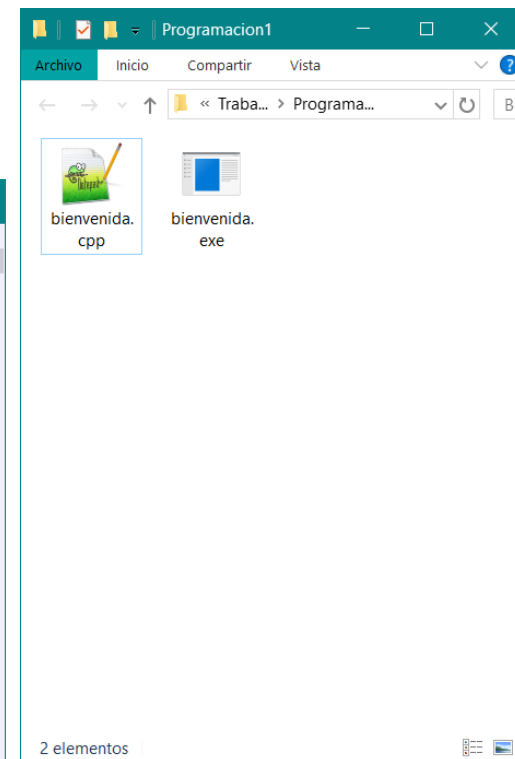 Programacion1
Archivo Inicio Compartir Vista
« Traba... > Programa... B
bienvenida.
cpp
bienvenida.
exe
2 elementos